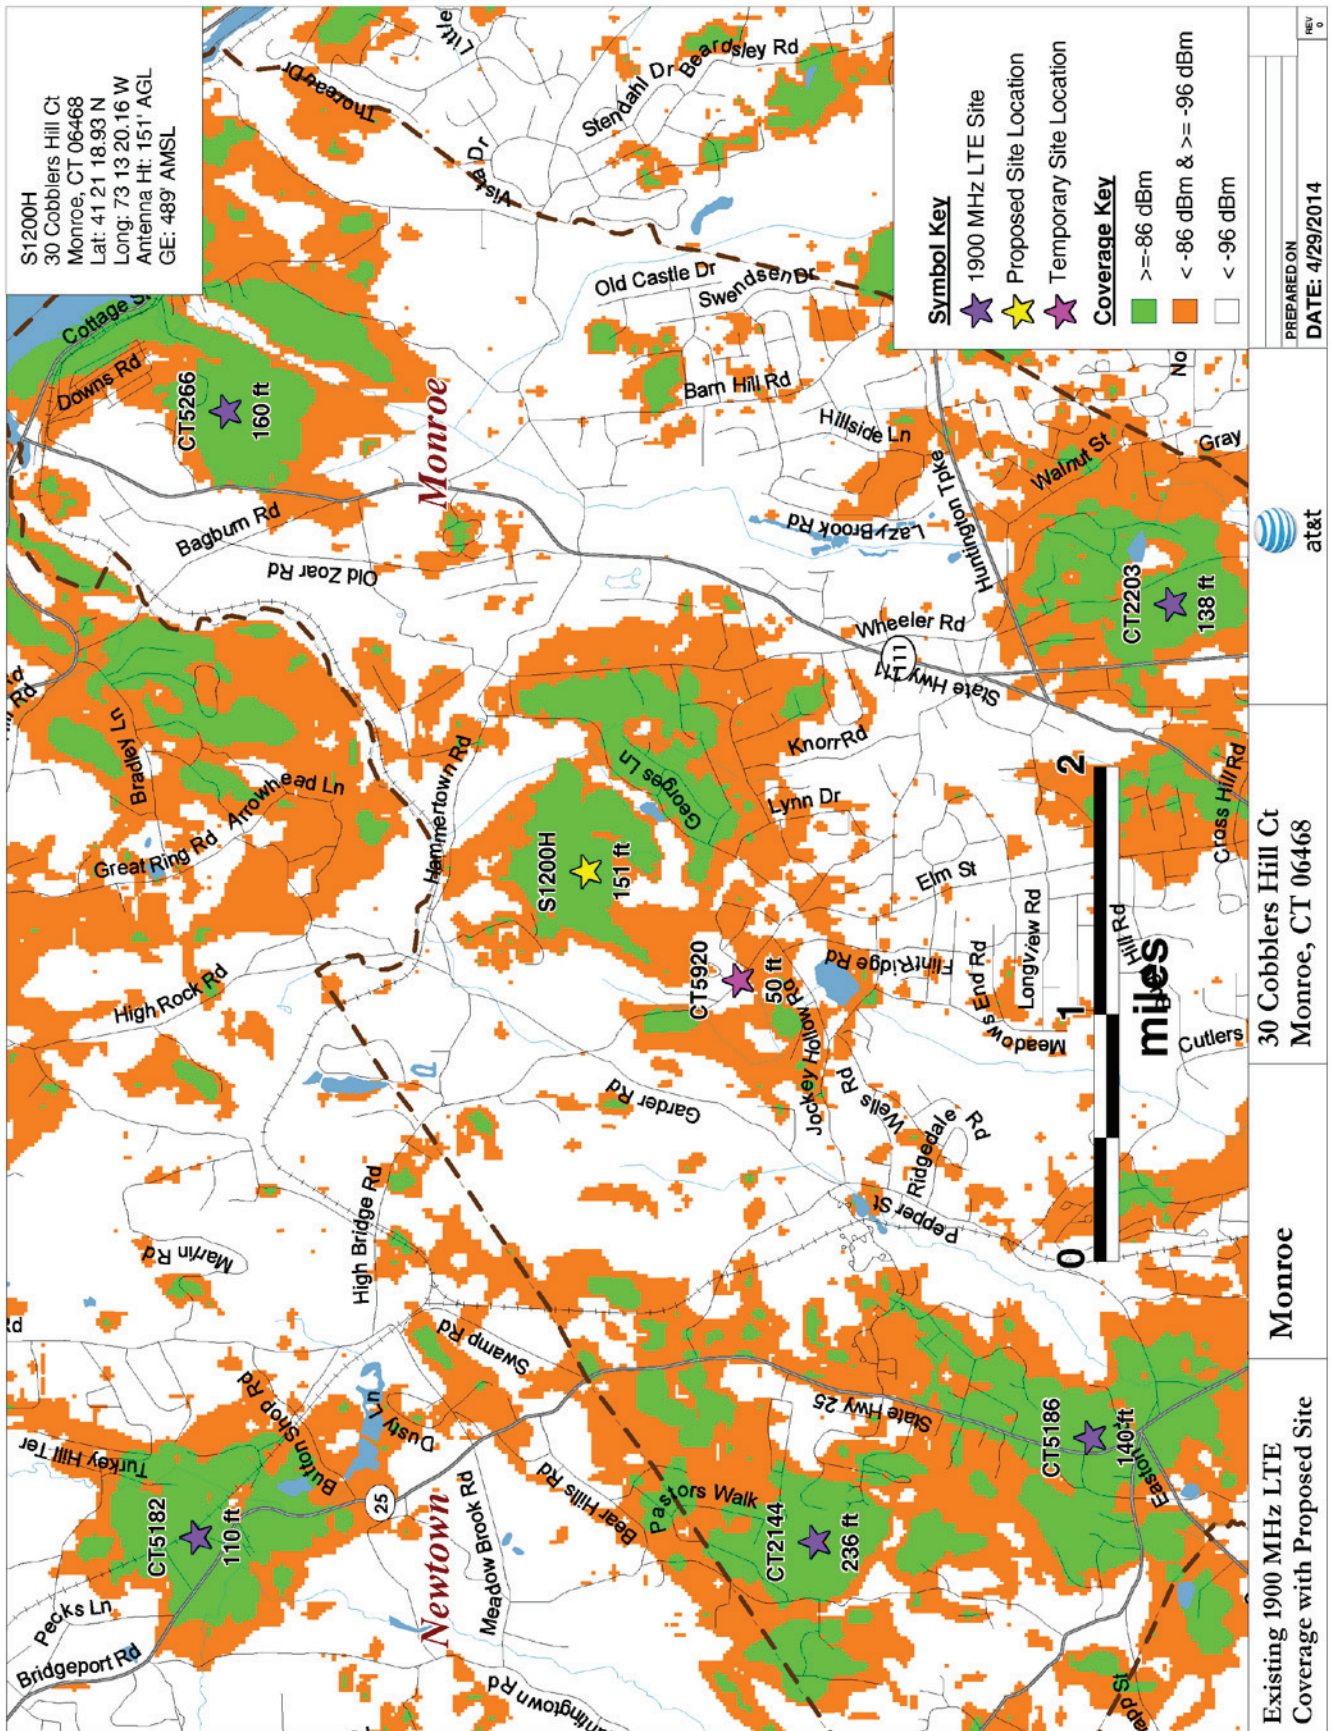 S1200H
30 Cobblers Hill Ct
Monroe, CT 06468
Lat: 41 21 18.93 N
Long: 73 13 20.16 W
Antenna Ht: 151' AGL
GE: 489' AMSL
Pecks Ln
Bridgeport Rd
Turkey Hill Ter
CT5182
110 ft
Button Shop Rd
Dusty Ln
25
Newtown
Meadow Brook Rd
Swamp Rd
Bear Hills Rd
Marrin Rd
High Bridge Rd
High Rock Rd
Great Ring Rd
Bradley Ln
Arrowhead Ln
Hammertown Rd
Bagburn Rd
Old Zoar Rd
Downs Rd
CT5266
160 ft
Monroe
Thoreau Dr
Little
Vista Dr
Stendahl Dr
Beardsley Rd
Old Castle Dr
Swendsen Dr
Barn Hill Rd
Hillside Ln
Lazy Brook Rd
Huntington Tpke
Wheeler Rd
111
State Hwy 111
Knorr Rd
Lynn Dr
Georges Ln
S1200H
151 ft
CT5920
50 ft
Jockey Hollow Rd
Flint Ridge Rd
Elm St
Longview Rd
Meadows End Rd
Garder Rd
Wells Rd
Ridgedale Rd
Pepper St
State Hwy 25
Pastors Walk
CT2144
236 ft
CT5186
140 ft
Easton
Cutlers
Hill Rd
Cross Hill Rd
CT2203
138 ft
Walnut St
Gray
0
1
2
miles
Symbol Key
1900 MHz LTE Site
Proposed Site Location
Temporary Site Location
Coverage Key
>=-86 dBm
< -86 dBm & >= -96 dBm
< -96 dBm
Existing 1900 MHz LTE
Coverage with Proposed Site
Monroe
30 Cobblers Hill Ct
Monroe, CT 06468
at&t
PREPARED ON
DATE: 4/29/2014
REV
0